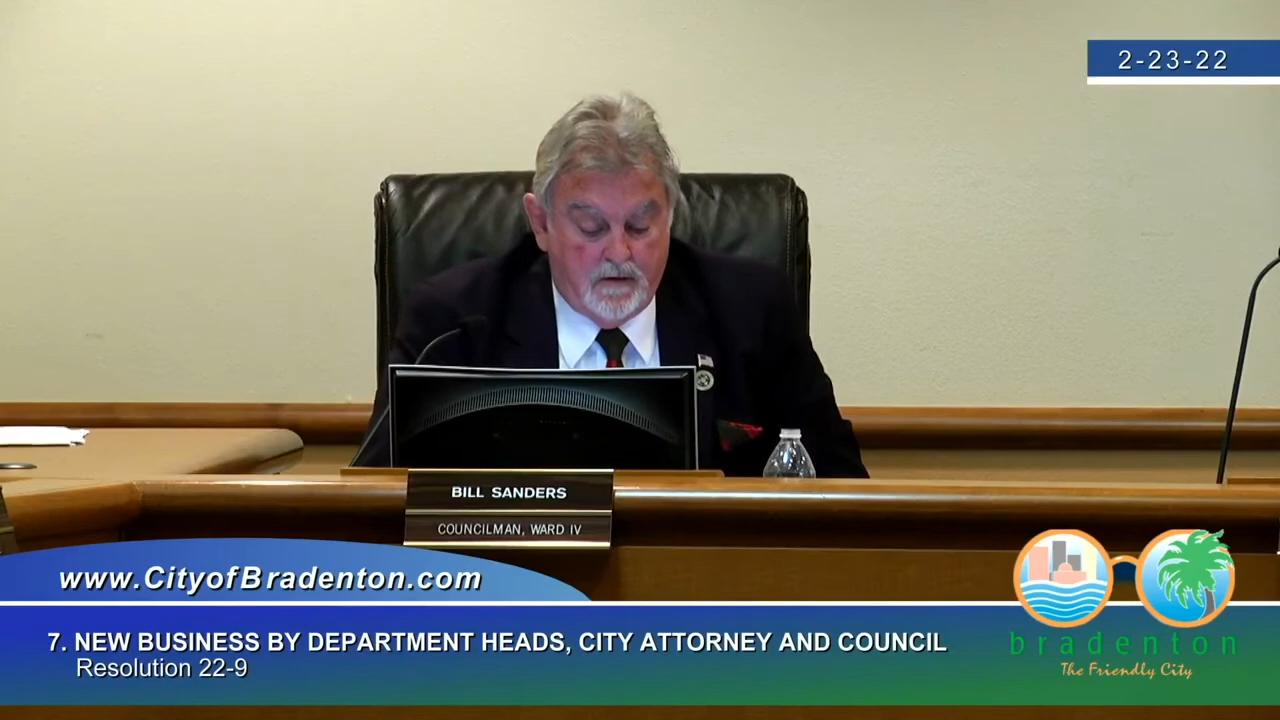 2-23-22
BILL SANDERS
COUNCILMAN, WARD IV
www.CityofBradenton.com
7. NEW BUSINESS BY DEPARTMENT HEADS, CITY ATTORNEY AND COUNCIL
Resolution 22-9
bradenton
The Friendly City